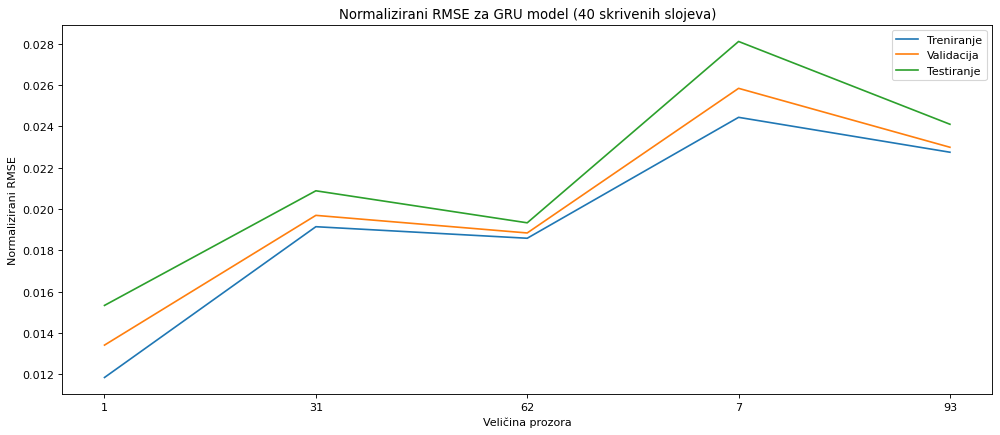 Normalizirani RMSE za GRU model (40 skrivenih slojeva)
Treniranje
Validacija
Testiranje
Normalizirani RMSE
0.028
0.026
0.024
0.022
0.020
0.018
0.016
0.014
0.012
1 31 62 7 93
Veličina prozora